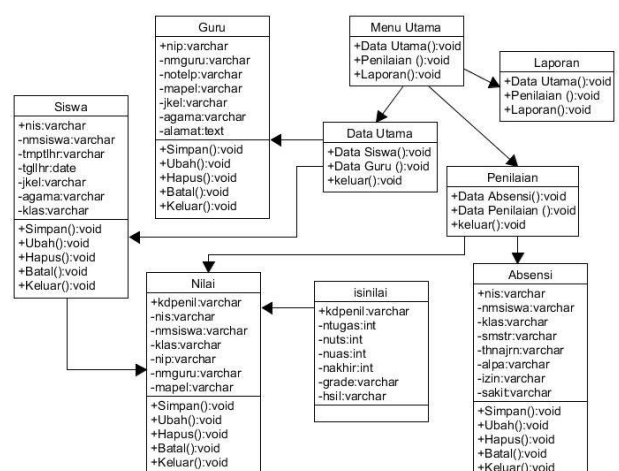 Guru
+nip:varchar
-nmguru:varchar
-notelp:varchar
-mapel:varchar
-jkel:varchar
-agama:varchar
-alamat:text
+Simpan():void
+Ubah():void
+Hapus():void
+Batal():void
+Keluar():void
Menu Utama
+Data Utama():void
+Penilaian ():void
+Laporan():void
Laporan
+Data Utama():void
+Penilaian ():void
+Laporan():void
Siswa
+nis:varchar
-nmsiswa:varchar
-tmptlhr:varchar
-tgllhr:date
-jkel:varchar
-agama:varchar
-klas:varchar
+Simpan():void
+Ubah():void
+Hapus():void
+Batal():void
+Keluar():void
Data Utama
+Data Siswa():void
+Data Guru ():void
keluar():void
Penilaian
+Data Absensi():void
+Data Penilaian ():void
+keluar():void
Nilai
+kdpenil:varchar
-nis:varchar
-nmsiswa:varchar
-klas:varchar
-nip:varchar
-nmguru:varchar
-mapel:varchar
+Simpan():void
+Ubah():void
+Hapus():void
+Batal():void
+Keluar():void
isinilai
+kdpenil:varchar
-ntugas:int
-nuts:int
-nuas:int
-nakhir:int
-grade:varchar
-hsil:varchar
Absensi
+nis:varchar
-nmsiswa:varchar
-klas:varchar
-smstr:varchar
-thnajrn:varchar
-alpa:varchar
-izin:varchar
-sakit:varchar
+Simpan():void
+Ubah():void
+Hapus():void
+Batal():void
+Keluar():void